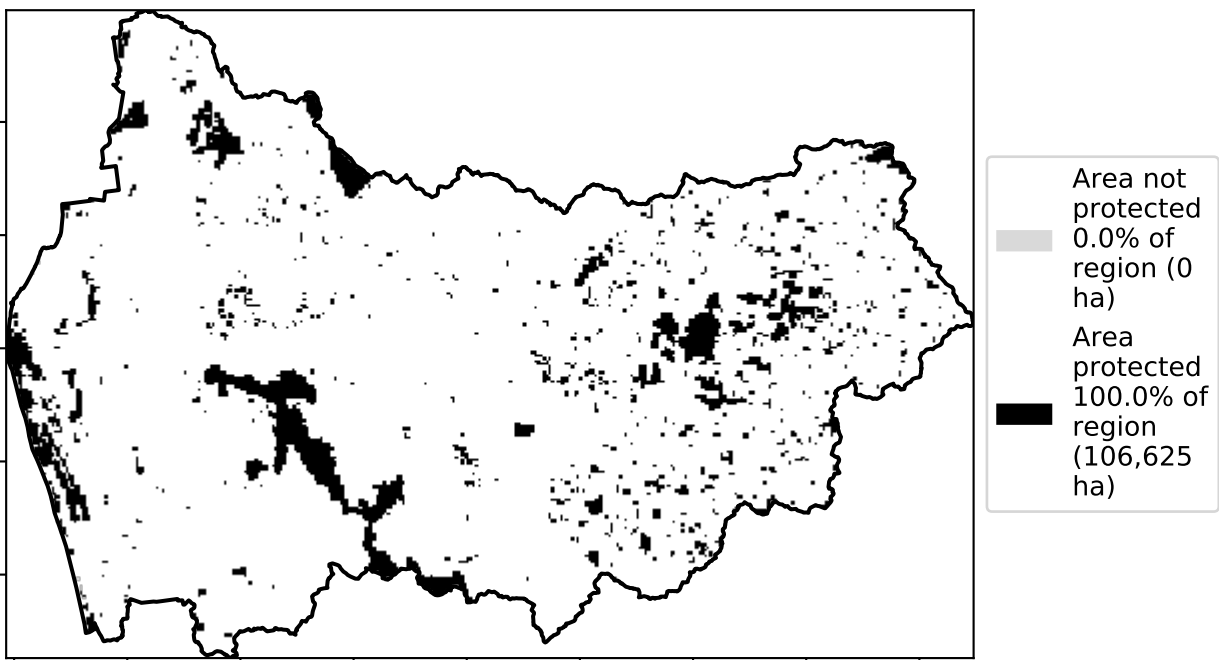 Area not
protected
0.0% of
region (0
ha)
Area
protected
100.0% of
region
(106,625
ha)